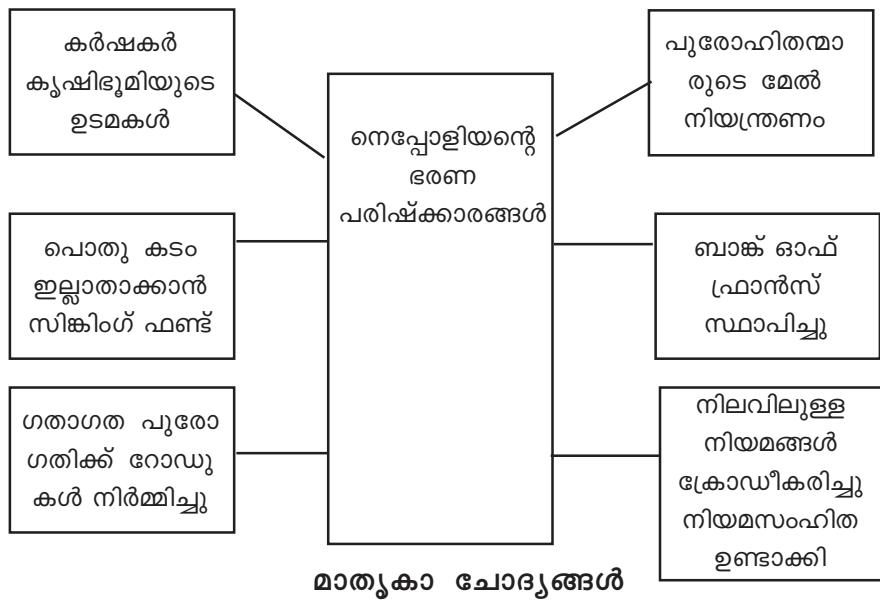 കർഷകർ
കൃഷിഭൂമിയുടെ
ഉടമകൾ
പൊതു കടം
ഇല്ലാതാക്കാൻ
സിങ്കിംഗ് ഫണ്ട്
ഗതാഗത പുരോ
ഗതിക്ക് റോഡു
കൾ നിർമ്മിച്ചു
നെപ്പോളിയന്റെ
ഭരണ
പരിഷ്ക്കാരങ്ങൾ
പുരോഹിതന്മാ
രുടെ മേൽ
നിയന്ത്രണം
ബാങ്ക് ഓഫ്
ഫ്രാൻസ്
സ്ഥാപിച്ചു
നിലവിലുള്ള
നിയമങ്ങൾ
ക്രോഡീകരിച്ചു
നിയമസംഹിത
ഉണ്ടാക്കി
മാതൃകാ ചോദ്യങ്ങൾ